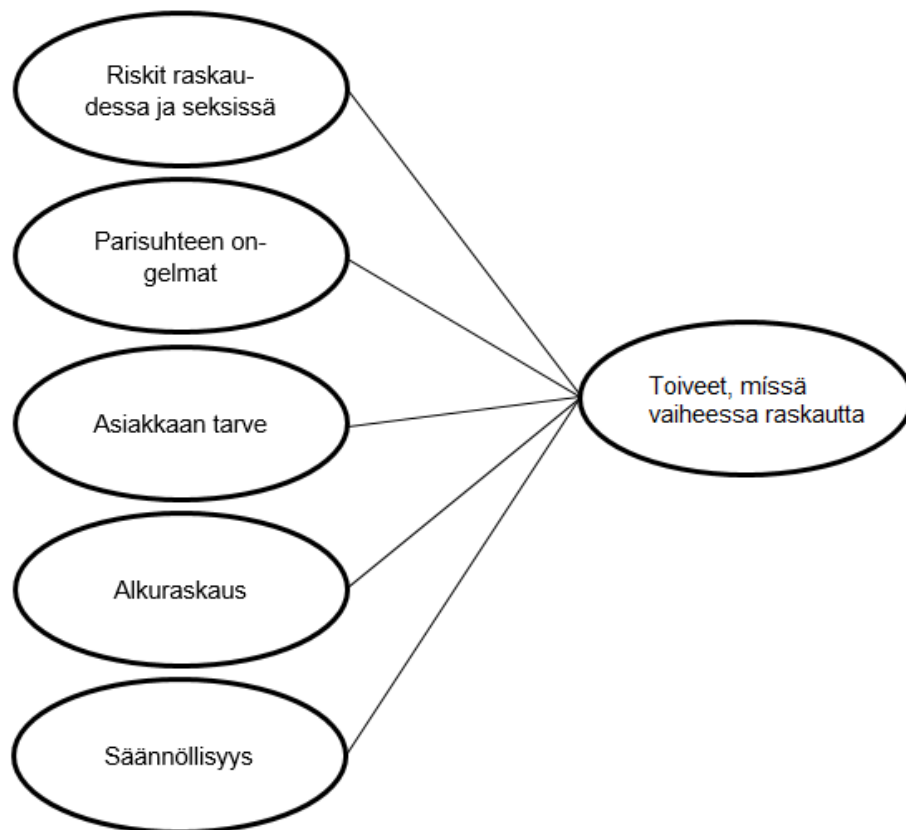 Riskit raskau-
dessa ja seksissä
Parisuhteen on-
gelmat
Asiakkaan tarve
Alkuraskaus
Säännöllisyys
Toiveet, missä
vaiheessa raskautta